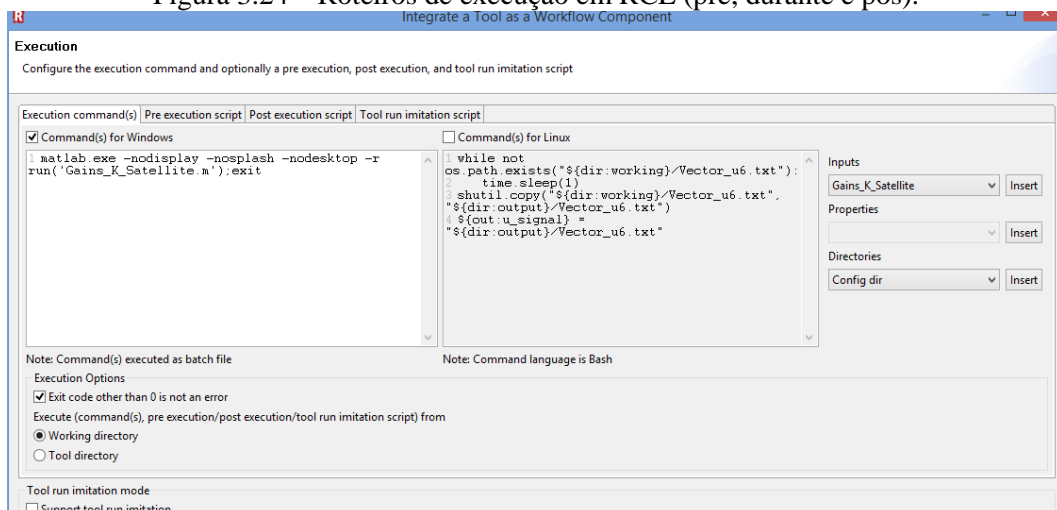 Figura 3.24 – Roteiros de execução em RCE (pré, durante e pós).
Integrate a Tool as a Workflow Component
Execution
Configure the execution command and optionally a pre execution, post execution, and tool run imitation script
Execution command(s) Pre execution script Post execution script Tool run imitation script
Command(s) for Windows
1 matlab.exe -nodisplay -nosplash -nodesktop -r
run('Gains_K_Satellite.m');exit
Command(s) for Linux
1 while not
os.path.exists("${dir:working}/Vector_u6.txt"):
2 time.sleep(1)
3 shutil.copy("${dir:working}/Vector_u6.txt",
"${dir:output}/Vector_u6.txt")
4 ${out:u_signal} =
"${dir:output}/Vector_u6.txt"
Inputs
Gains_K_Satellite Insert
Properties
Insert
Directories
Config dir Insert
Note: Command(s) executed as batch file
Note: Command language is Bash
Execution Options
Exit code other than 0 is not an error
Execute (command(s), pre execution/post execution/tool run imitation script) from
Working directory
Tool directory
Tool run imitation mode
Support tool run imitation